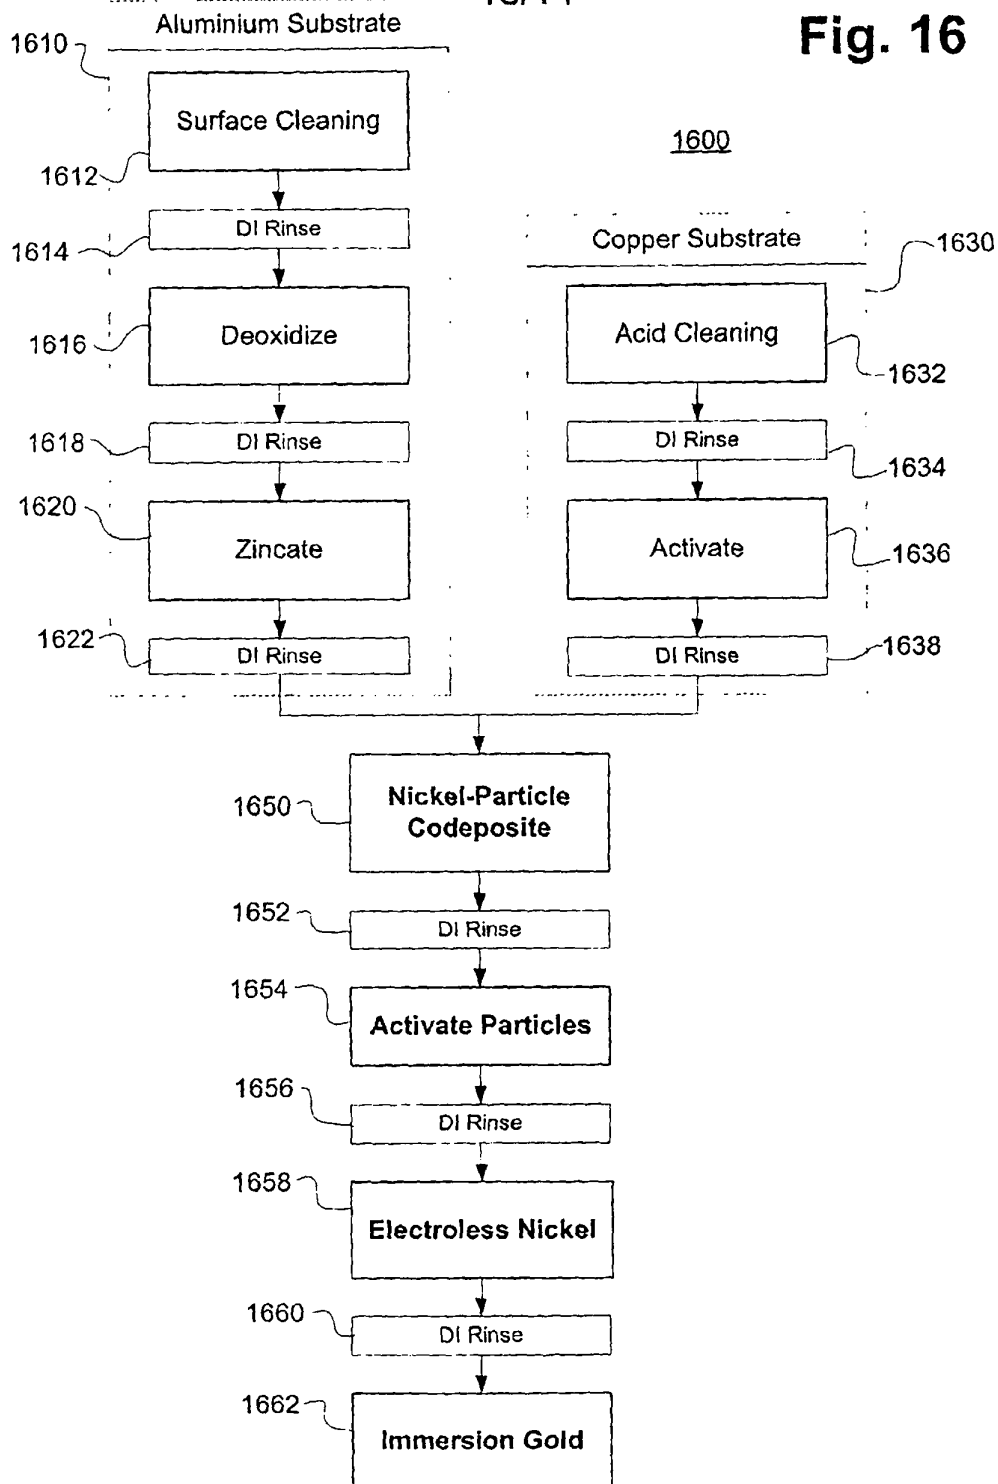 Aluminium Substrate
Fig. 16
1610
Surface Cleaning
1600
1612
DI Rinse
1614
Copper Substrate
1630
Deoxidize
1616
Acid Cleaning
1632
DI Rinse
1618
DI Rinse
1634
1620
Zincate
Activate
1636
1622
DI Rinse
DI Rinse
1638
1650
Nickel-Particle
Codeposite
1652
DI Rinse
1654
Activate Particles
1656
DI Rinse
1658
Electroless Nickel
1660
DI Rinse
1662
Immersion Gold